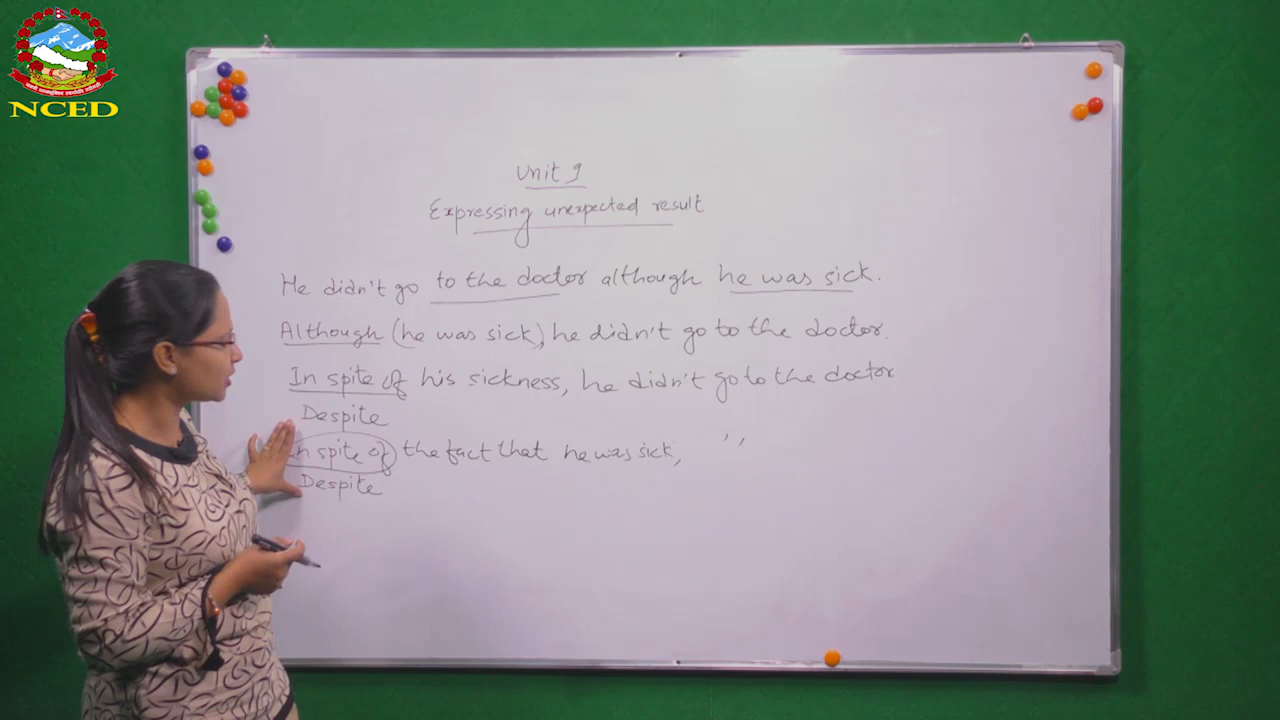 NCED
Unit 9
Expressing unexpected result
He didn't go to the doctor although he was sick.
Although (he was sick), he didn't go to the doctor.
In spite of his sickness, he didn't go to the doctor
Despite
In spite of the fact that he was sick, ’ ’
Despite